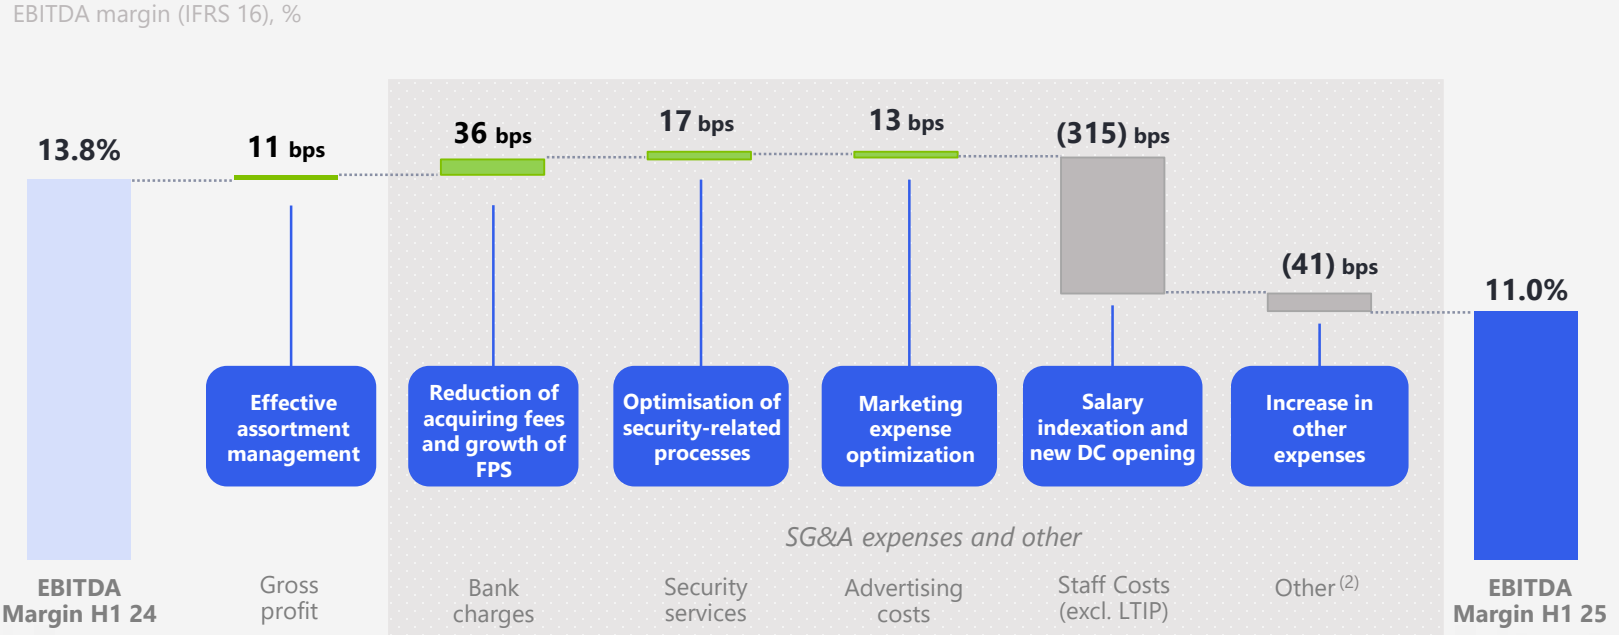 EBITDA margin (IFRS 16), %
13.8%
11 bps
36 bps
17 bps
13 bps
(315) bps
(41) bps
11.0%
Effective
assortment
management
Reduction of
acquiring fees
and growth of
FPS
Optimisation of
security-related
processes
Marketing
expense
optimization
Salary
indexation and
new DC opening
Increase in
other
expenses
SG&A expenses and other
EBITDA
Margin H1 24
Gross
profit
Bank
charges
Security
services
Advertising
costs
Staff Costs
(excl. LTIP)
Other (2)
EBITDA
Margin H1 25